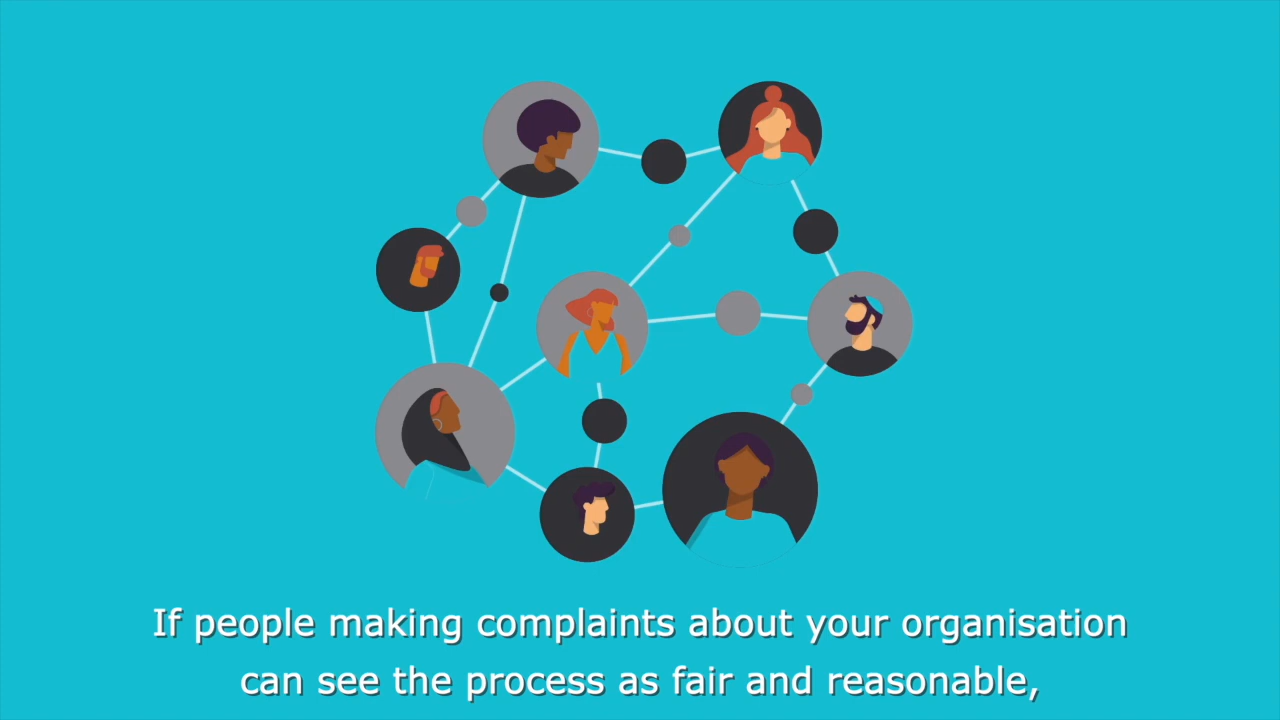 If people making complaints about your organisation
can see the process as fair and reasonable,